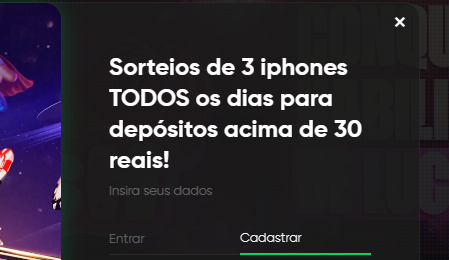 ×
Sorteios de 3 iphones
TODOS os dias para
depósitos acima de 30
reais!
Insira seus dados
Entrar
Cadastrar